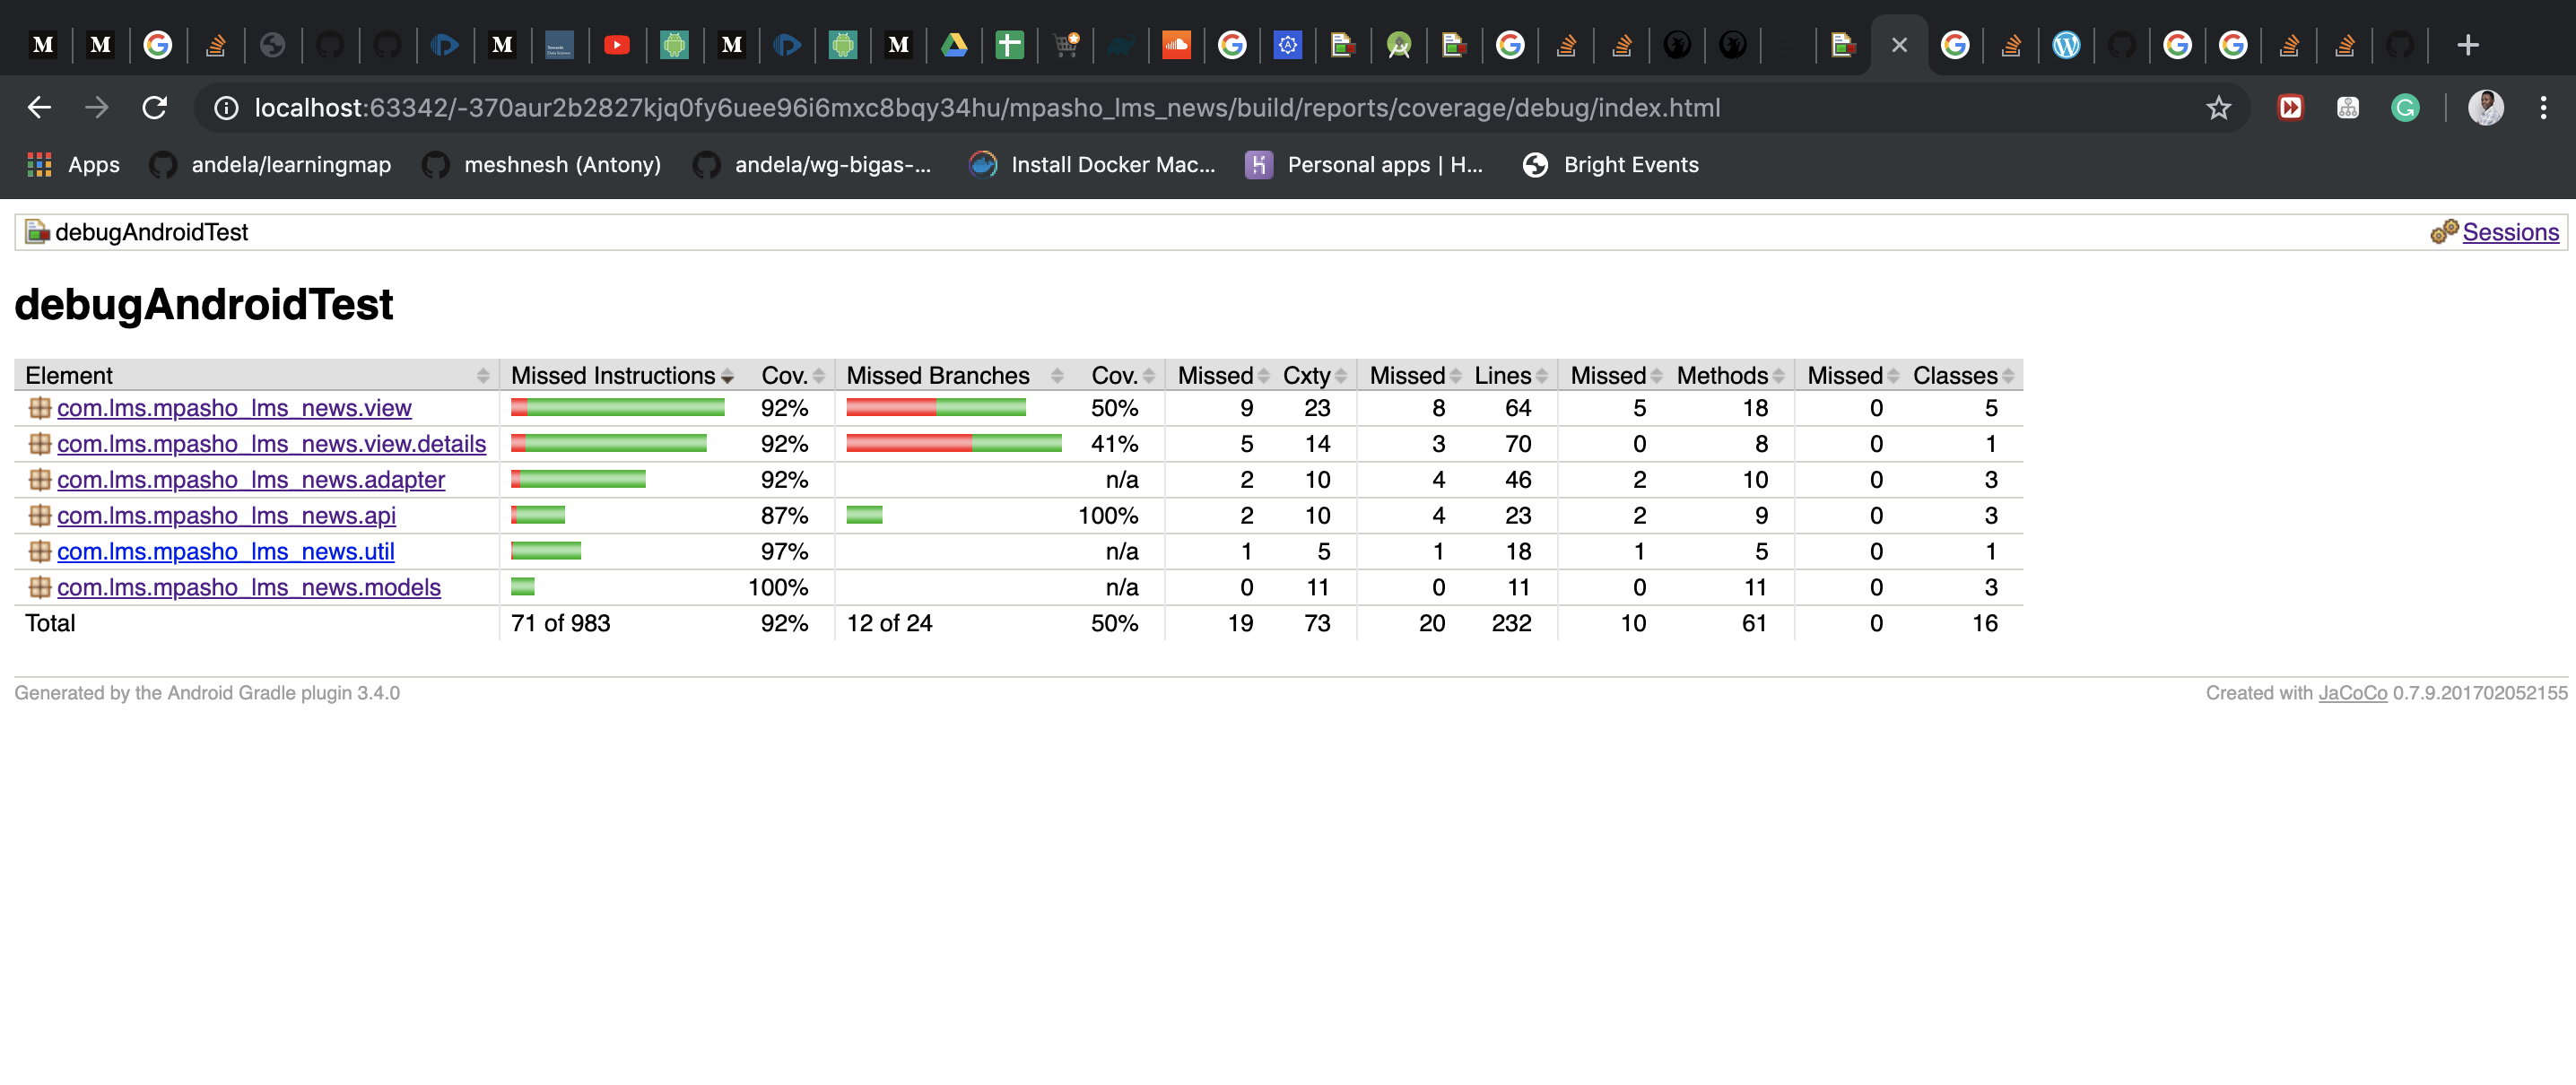 localhost:63342/-370aur2b2827kjq0fy6uee96i6mxc8bqy34hu/mpasho_lms_news/build/reports/coverage/debug/index.html
Apps andela/learningmap meshnesh (Antony) andela/wg-bigas-... Install Docker Mac... Personal apps | H... Bright Events
debugAndroidTest Sessions
debugAndroidTest
Element Missed Instructions Cov. Missed Branches Cov. Missed Cxty Missed Lines Missed Methods Missed Classes
com.lms.mpasho_lms_news.view 92% 50% 9 23 8 64 5 18 0 5
com.lms.mpasho_lms_news.view.details 92% 41% 5 14 3 70 0 8 0 1
com.lms.mpasho_lms_news.adapter 92% n/a 2 10 4 46 2 10 0 3
com.lms.mpasho_lms_news.api 87% 100% 2 10 4 23 2 9 0 3
com.lms.mpasho_lms_news.util 97% n/a 1 5 1 18 1 5 0 1
com.lms.mpasho_lms_news.models 100% n/a 0 11 0 11 0 11 0 3
Total 71 of 983 92% 12 of 24 50% 19 73 20 232 10 61 0 16
Generated by the Android Gradle plugin 3.4.0 Created with JaCoCo 0.7.9.201702052155